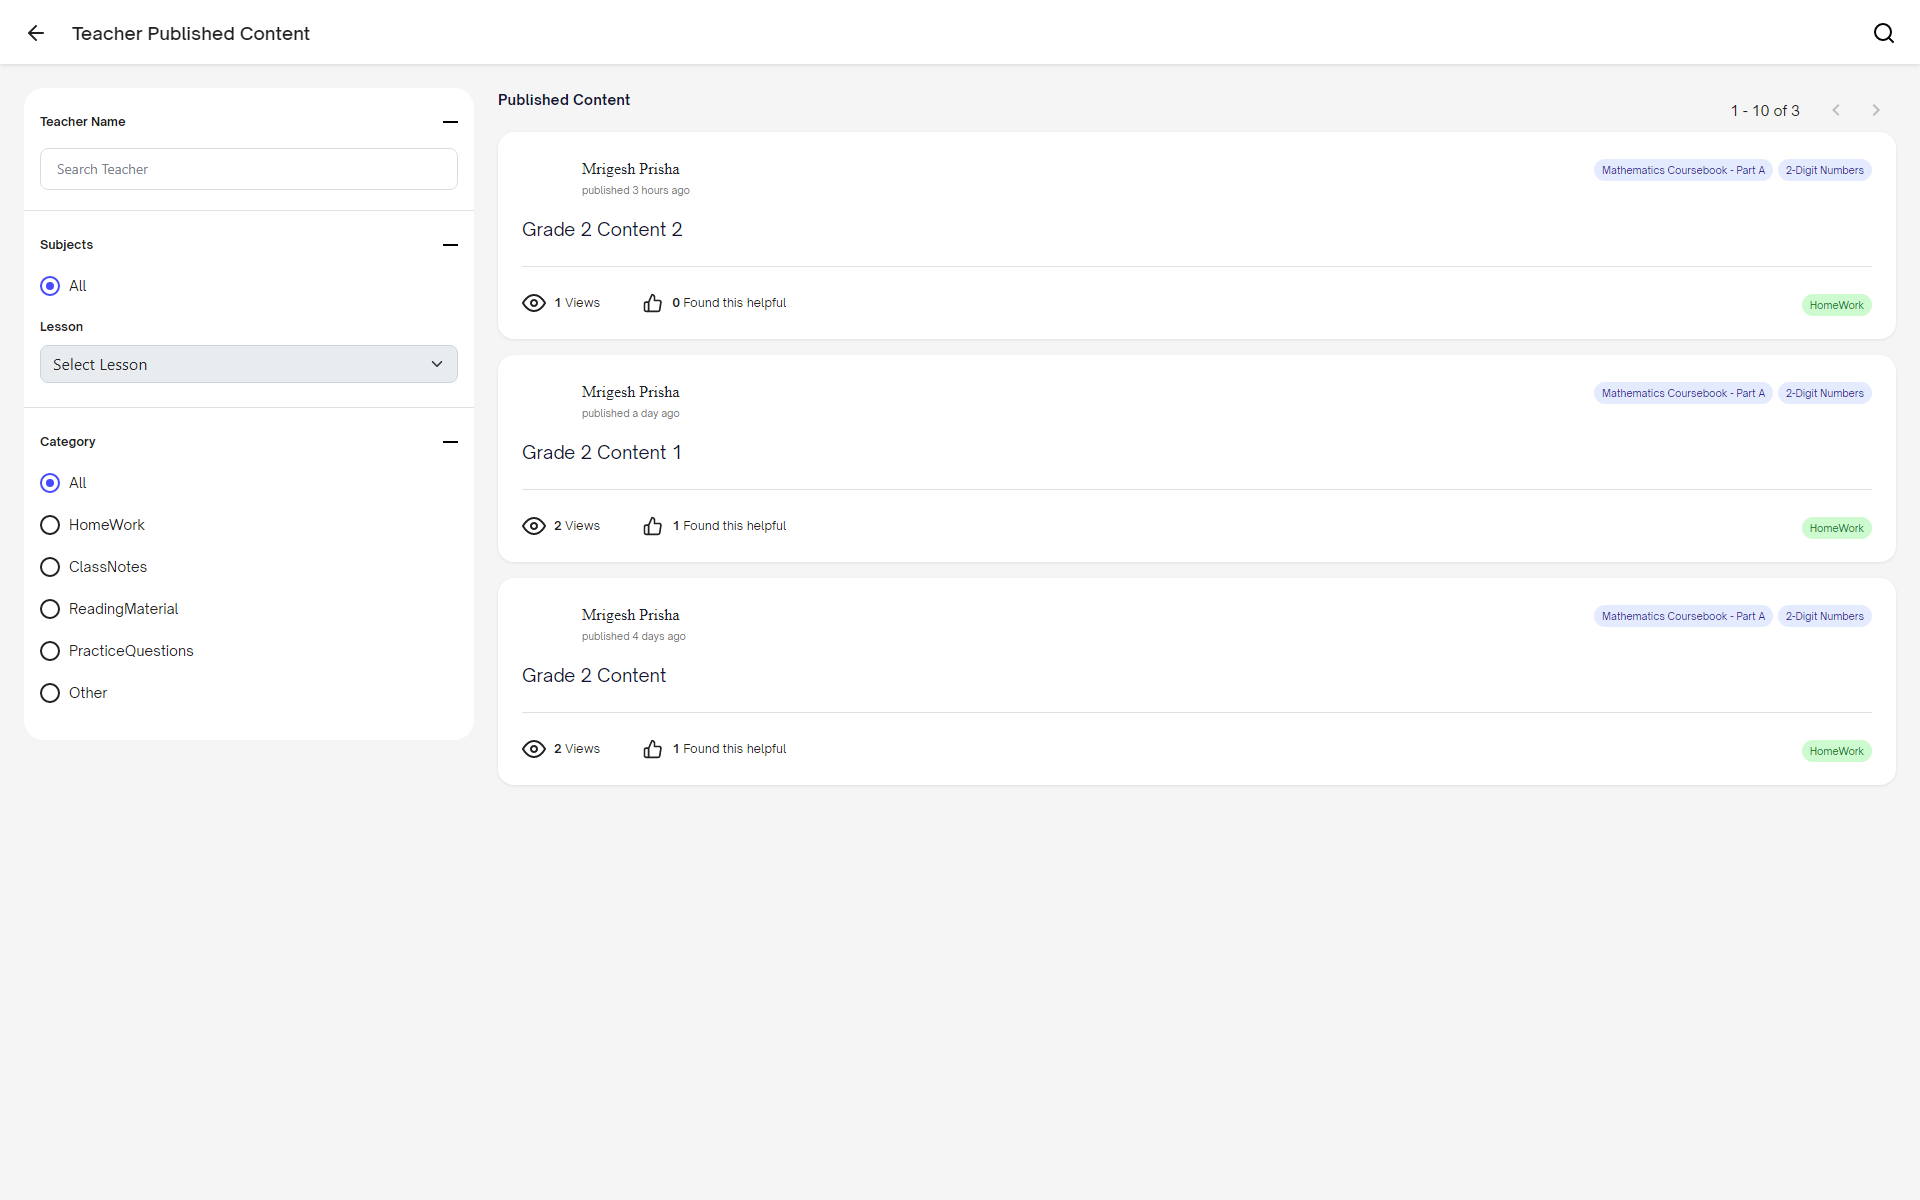 Teacher Published Content
Teacher Name
Search Teacher
Subjects
All
Lesson
Select Lesson
Category
All
HomeWork
ClassNotes
ReadingMaterial
PracticeQuestions
Other
Published Content
1 - 10 of 3
Mrigesh Prisha
published 3 hours ago
Mathematics Coursebook - Part A 2-Digit Numbers
Grade 2 Content 2
1 Views 0 Found this helpful
HomeWork
Mrigesh Prisha
published a day ago
Mathematics Coursebook - Part A 2-Digit Numbers
Grade 2 Content 1
2 Views 1 Found this helpful
HomeWork
Mrigesh Prisha
published 4 days ago
Mathematics Coursebook - Part A 2-Digit Numbers
Grade 2 Content
2 Views 1 Found this helpful
HomeWork